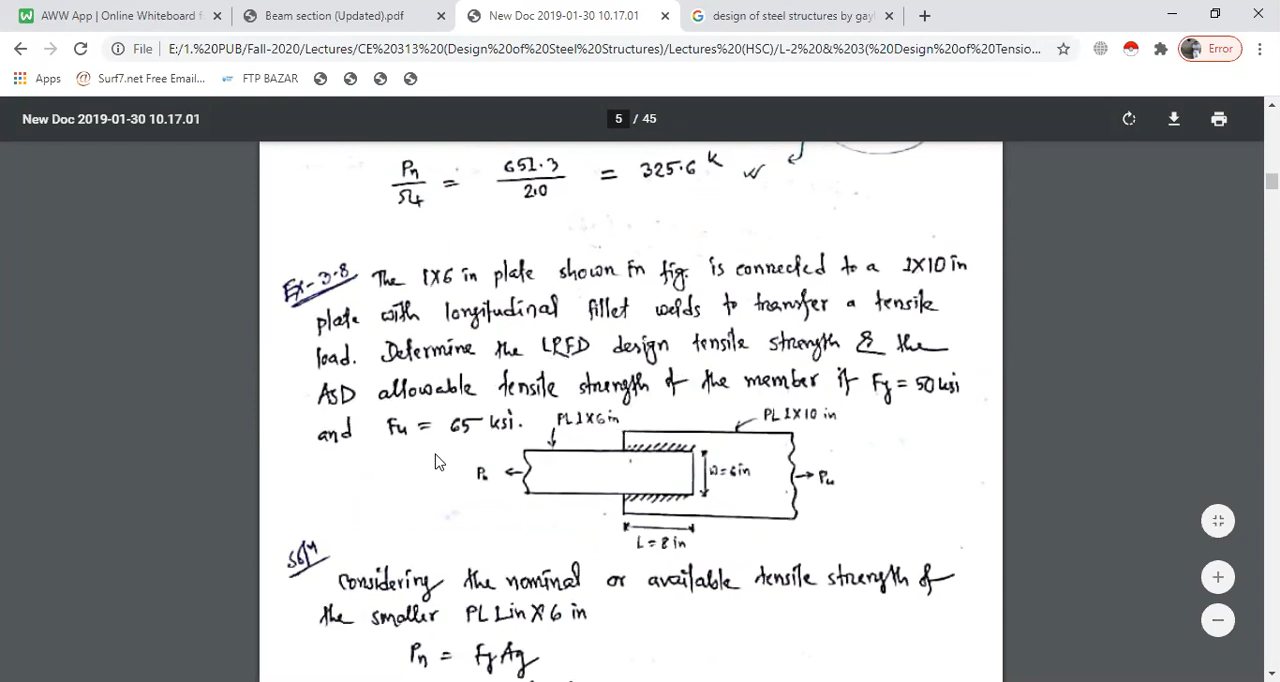 AWW App | Online Whiteboard f
Beam section (Updated).pdf
New Doc 2019-01-30 10.17.01
design of steel structures by gayl
File
E:/1.%20PUB/Fall-2020/Lectures/CE%20313%20(Design%20of%20Steel%20Structures)/Lectures%20(HSC)/L-2%20&%203(%20Design%20of%20Tensio...
Error
Apps
Surf7.net Free Email...
FTP BAZAR
New Doc 2019-01-30 10.17.01
5 / 45
Pn/Ωt = 651.3/2.0 = 325.6 k
Ex-3-8 The 1X6 in plate shown in fig. is connected to a 1X10 in
plate with longitudinal fillet welds to transfer a tensile
load. Determine the LRFD design tensile strength & the
ASD allowable tensile strength of the member if Fy = 50 ksi
and Fu = 65 ksi.
PL 1X6 in
PL 1X10 in
Pu
W=6in
Pu
L = 8 in
Soln
Considering the nominal or available tensile strength of
the smaller PL 1in X 6 in
Pn = Fy Ag